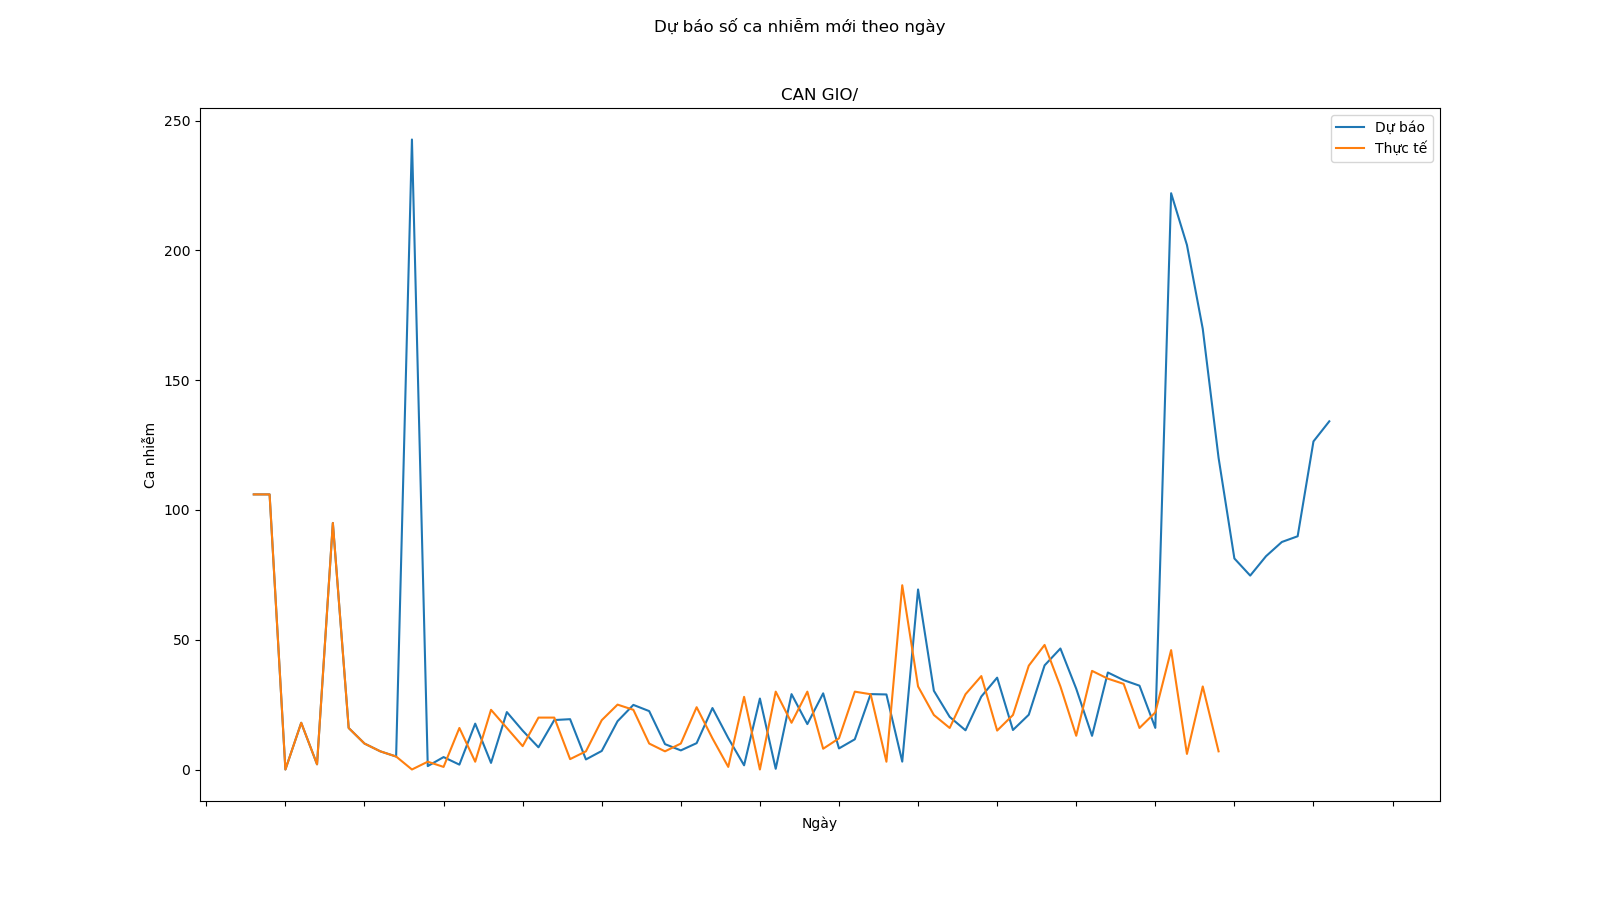 Dự báo số ca nhiễm mới theo ngày
CAN GIO/
Dự báo
Thực tế
250
200
150
100
50
0
Ca nhiễm
Ngày